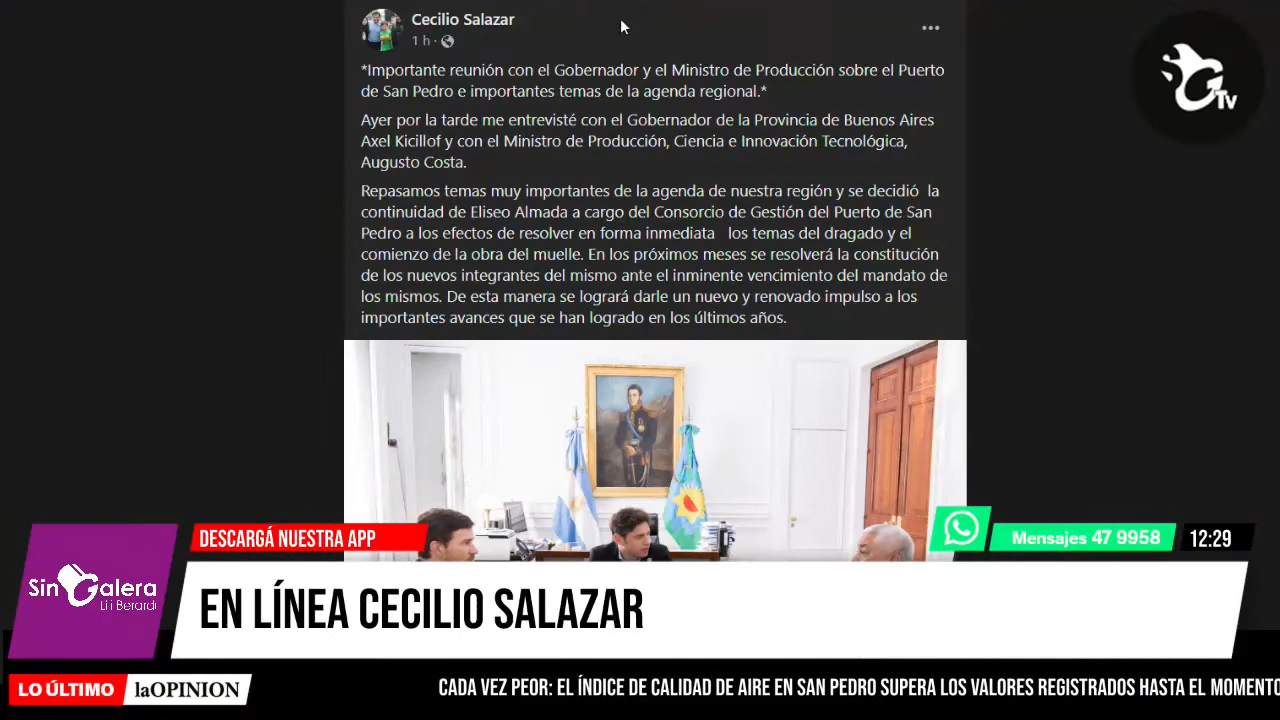 Cecilio Salazar
1 h ·
*Importante reunión con el Gobernador y el Ministro de Producción sobre el Puerto
de San Pedro e importantes temas de la agenda regional.*
Ayer por la tarde me entrevisté con el Gobernador de la Provincia de Buenos Aires
Axel Kicillof y con el Ministro de Producción, Ciencia e Innovación Tecnológica,
Augusto Costa.
Repasamos temas muy importantes de la agenda de nuestra región y se decidió la
continuidad de Eliseo Almada a cargo del Consorcio de Gestión del Puerto de San
Pedro a los efectos de resolver en forma inmediata los temas del dragado y el
comienzo de la obra del muelle. En los próximos meses se resolverá la constitución
de los nuevos integrantes del mismo ante el inminente vencimiento del mandato de
los mismos. De esta manera se logrará darle un nuevo y renovado impulso a los
importantes avances que se han logrado en los últimos años.
G Tv
DESCARGÁ NUESTRA APP
Mensajes 47 9958
12:29
Sin Galera
Lili Berardi
EN LÍNEA CECILIO SALAZAR
LO ÚLTIMO
laOPINION
CADA VEZ PEOR: EL ÍNDICE DE CALIDAD DE AIRE EN SAN PEDRO SUPERA LOS VALORES REGISTRADOS HASTA EL MOMENTO